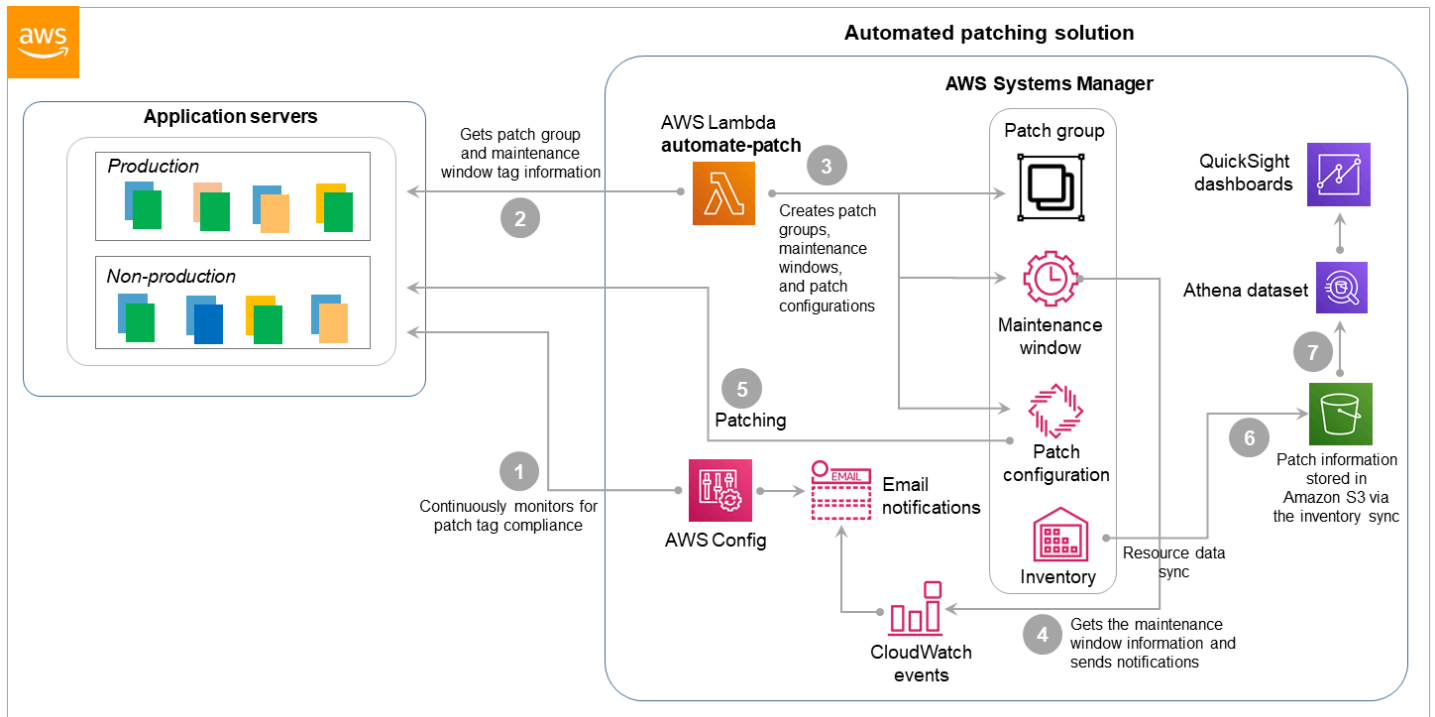 aws
Automated patching solution
Application servers
Production
Non-production
Gets patch group
and maintenance
window tag information
2
AWS Lambda
automate-patch
3
Creates patch
groups,
maintenance
windows,
and patch
configurations
AWS Systems Manager
Patch group
Maintenance
window
Patch
configuration
Inventory
5
Patching
1
Continuously monitors for
patch tag compliance
AWS Config
EMAIL
Email
notifications
CloudWatch
events
4
Gets the maintenance
window information and
sends notifications
Resource data
sync
6
Patch information
stored in
Amazon S3 via
the inventory sync
7
Athena dataset
QuickSight
dashboards